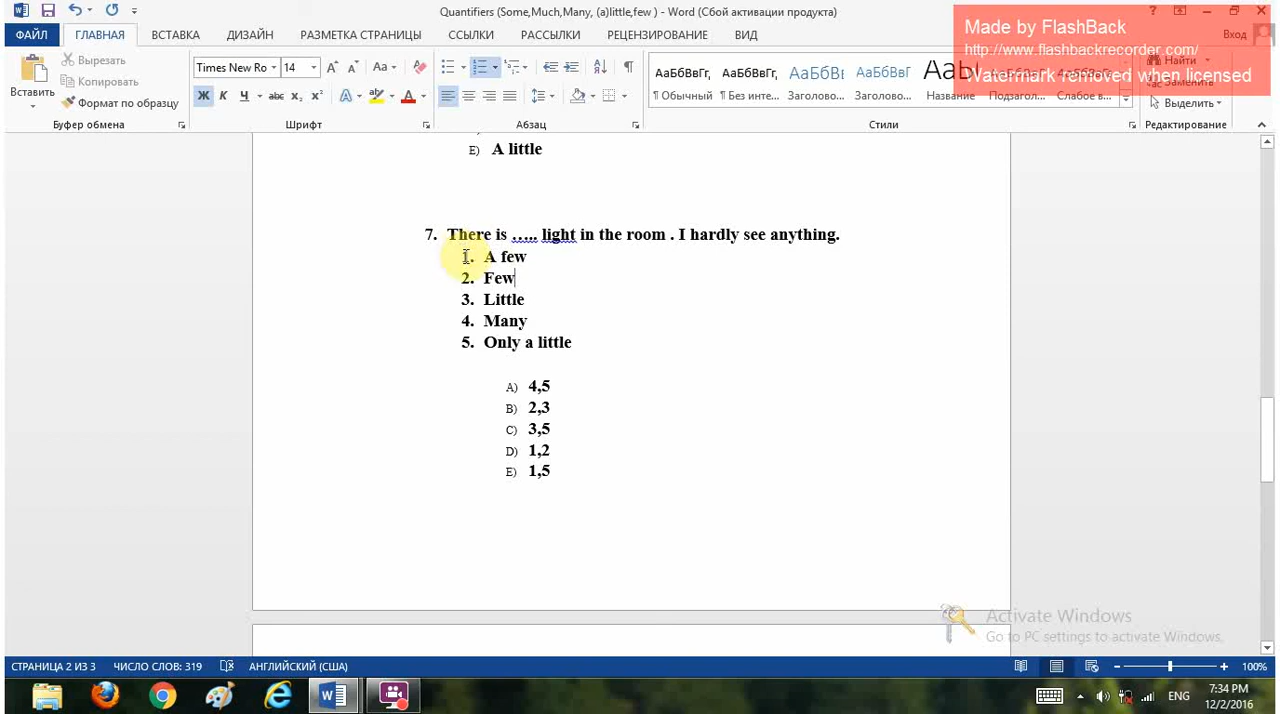 Quantifiers (Some,Much,Many, (a)little,few ) - Word (Сбой активации продукта)
Made by FlashBack
http://www.flashbackrecorder.com/
Watermark removed when licensed
ФАЙЛ ГЛАВНАЯ ВСТАВКА ДИЗАЙН РАЗМЕТКА СТРАНИЦЫ ССЫЛКИ РАССЫЛКИ РЕЦЕНЗИРОВАНИЕ ВИД Вход
Вставить
Вырезать
Копировать
Формат по образцу
Буфер обмена
Times New Ro 14
Шрифт
Абзац
АаБбВвГг, АаБбВвГг, АаБбВı АаБбВвГ АаЫ АаБбВвГг АаБбВвГг,
¶ Обычный ¶ Без инте... Заголово... Заголово... Название Подзагол... Слабое в...
Стили
Найти
Заменить
Выделить
Редактирование
E) A little
7. There is ….. light in the room . I hardly see anything.
1. A few
2. Few
3. Little
4. Many
5. Only a little
A) 4,5
B) 2,3
C) 3,5
D) 1,2
E) 1,5
Activate Windows
Go to PC settings to activate Windows.
СТРАНИЦА 2 ИЗ 3 ЧИСЛО СЛОВ: 319 АНГЛИЙСКИЙ (США) 100%
ENG
7:34 PM
12/2/2016